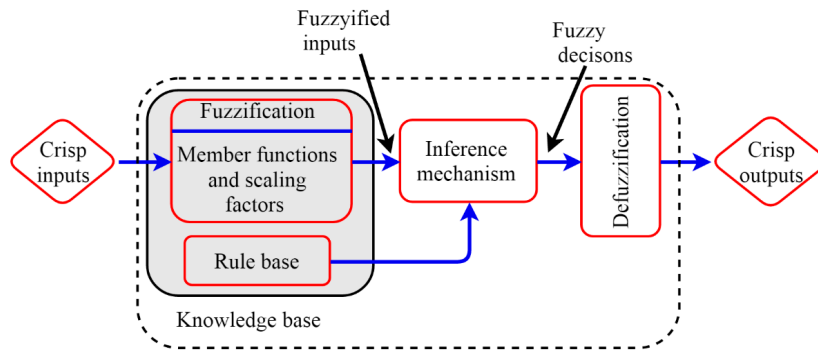 Fuzzyified
inputs
Fuzzy
decisons
Fuzzification
Member functions
and scaling
factors
Crisp
inputs
Inference
mechanism
Defuzzification
Crisp
outputs
Rule base
Knowledge base